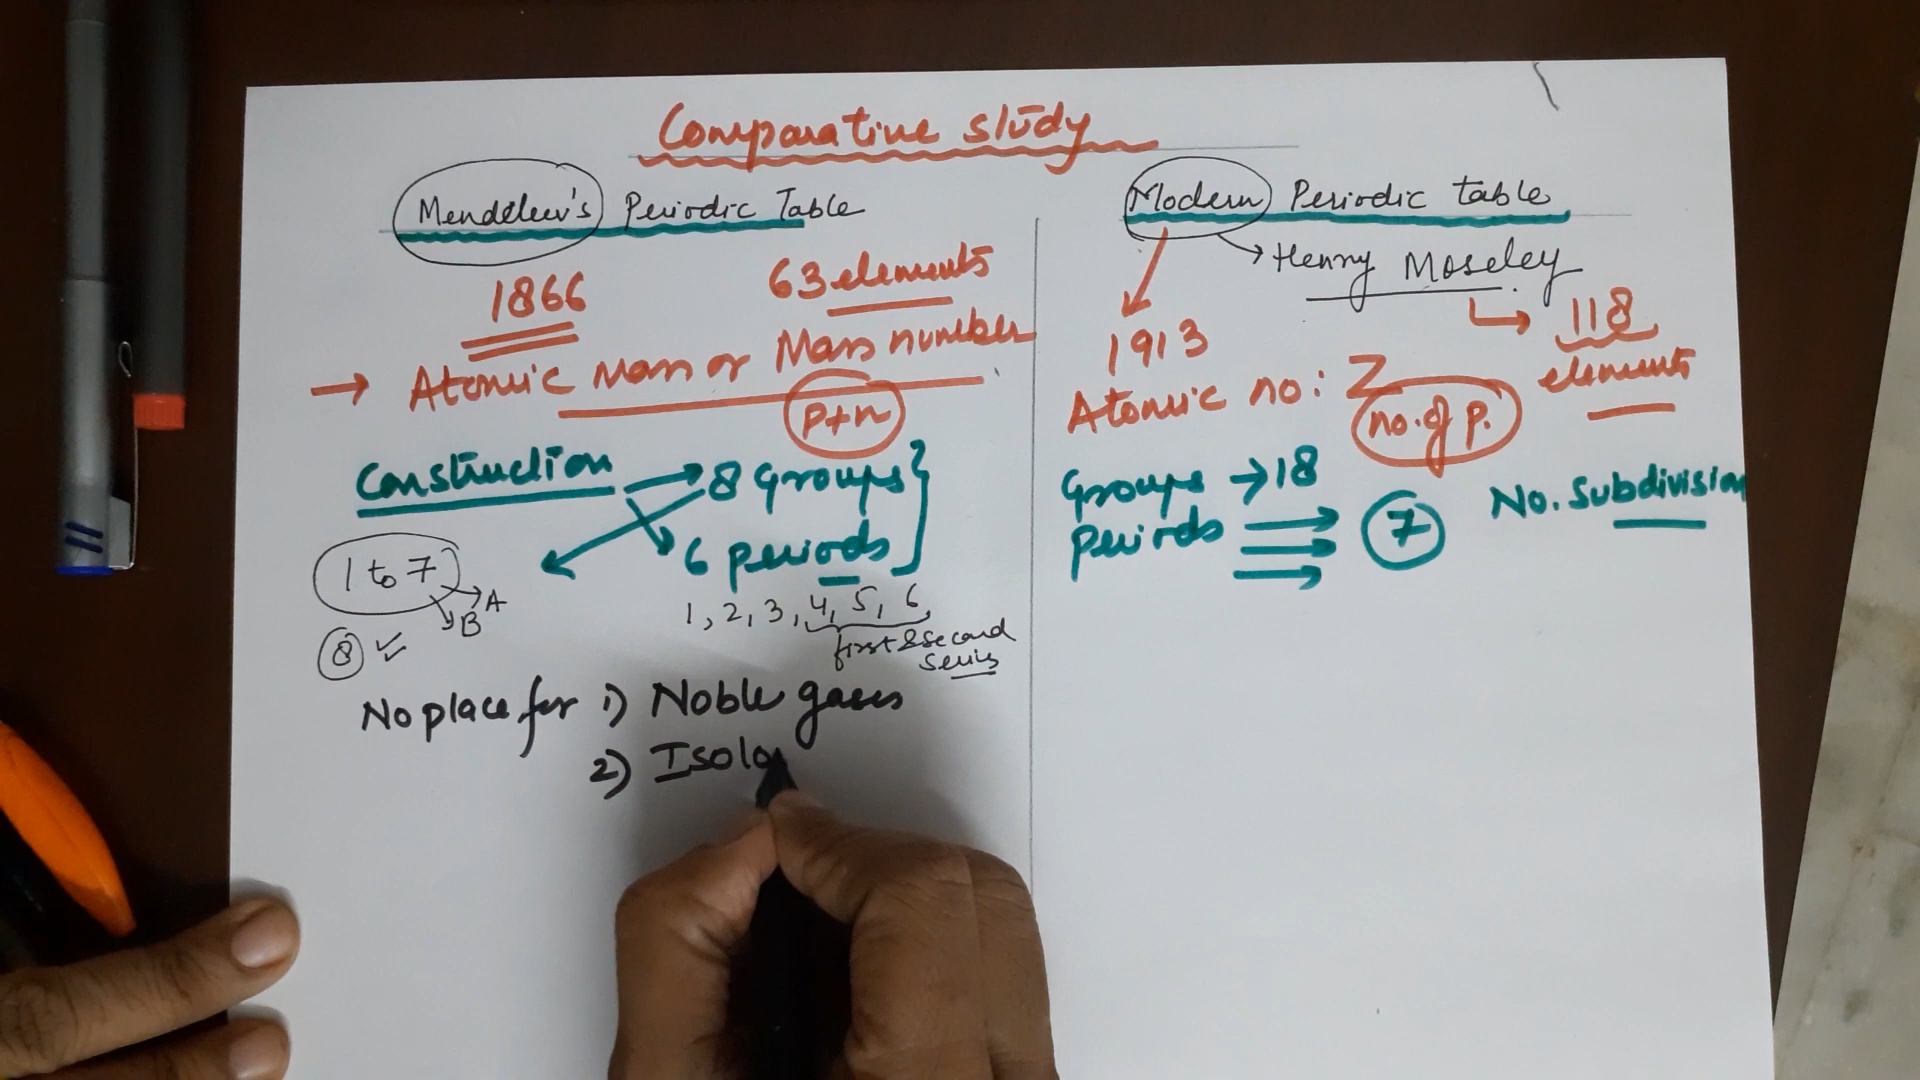 Comparative study
Mendeleev's Periodic Table
1866
63 elements
→ Atomic Mass or Mass number
p+n
Construction → 8 groups
6 periods
1 to 7
A
B
8 ✓
1, 2, 3, 4, 5, 6
first & second
series
No place for 1) Noble gases
2) Isoto
Modern Periodic table
→ Henry Moseley
1913
→ 118
elements
Atomic no: Z
no. of p.
Groups → 18
periods → 7
No. Subdivision